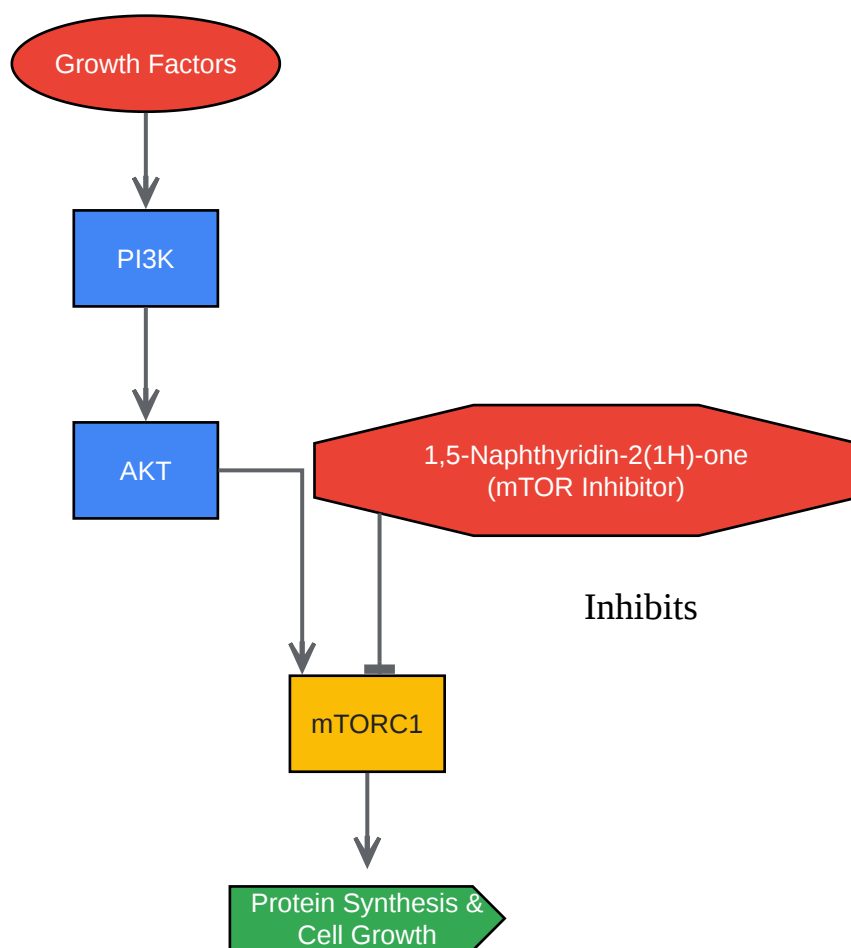 Growth Factors
PI3K
AKT
1,5-Naphthyridin-2(1H)-one
(mTOR Inhibitor)
Inhibits
mTORC1
Protein Synthesis &
Cell Growth